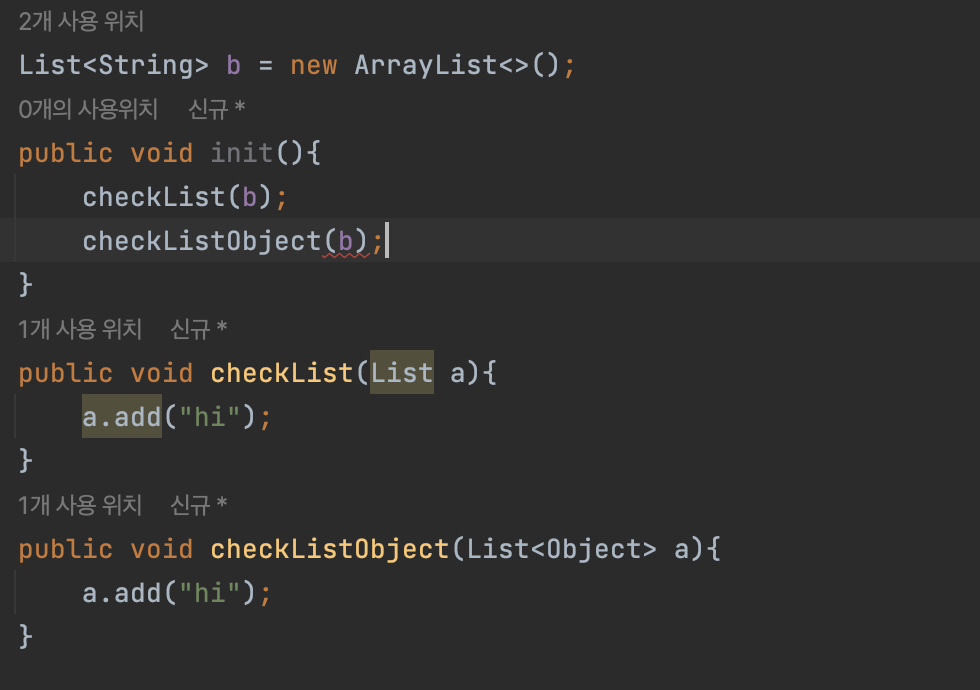 2개 사용 위치
List<String> b = new ArrayList<>();
0개의 사용위치 신규 *
public void init(){
checkList(b);
checkListObject(b);
}
1개 사용 위치 신규 *
public void checkList(List a){
a.add("hi");
}
1개 사용 위치 신규 *
public void checkListObject(List<Object> a){
a.add("hi");
}